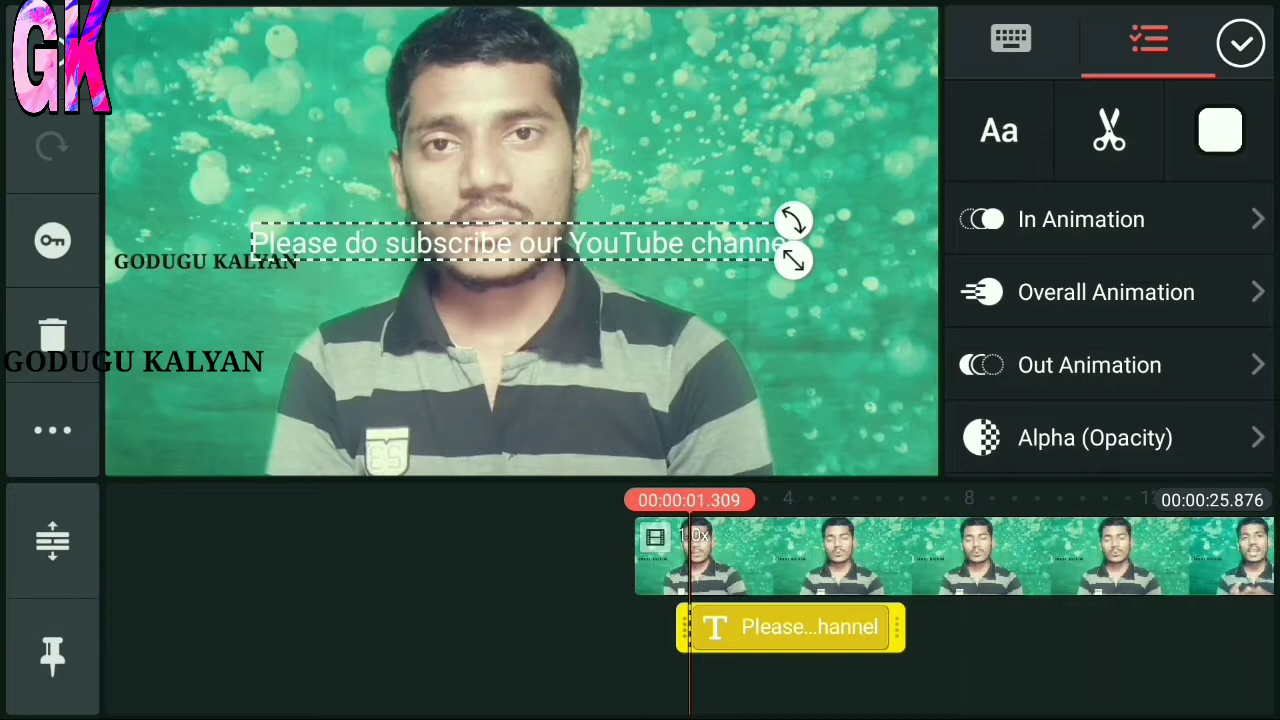 GK
Aa
In Animation
Please do subscribe our YouTube channe
GODUGU KALYAN
Overall Animation
GODUGU KALYAN
Out Animation
Alpha (Opacity)
00:00:01.309
4
8
00:00:25.876
1.0x
T Please...hannel